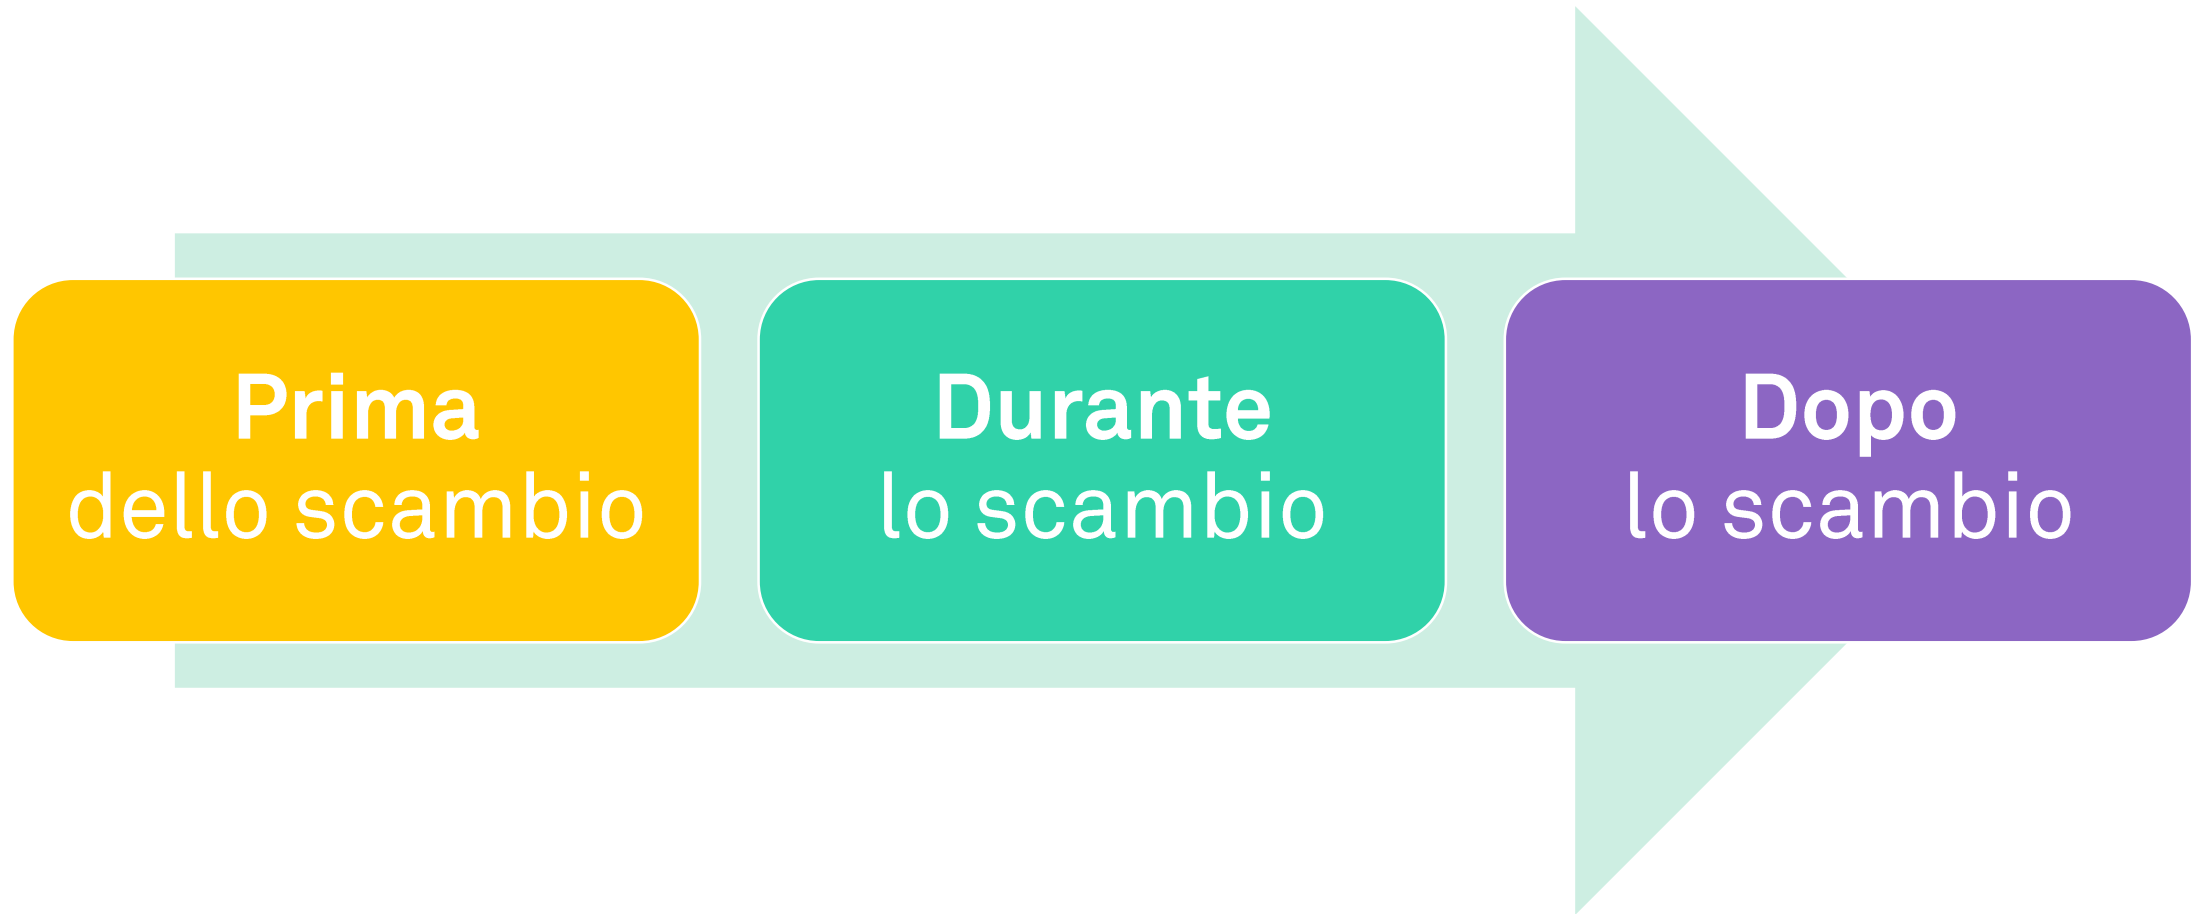 Prima
dello scambio
Durante
lo scambio
Dopo
lo scambio